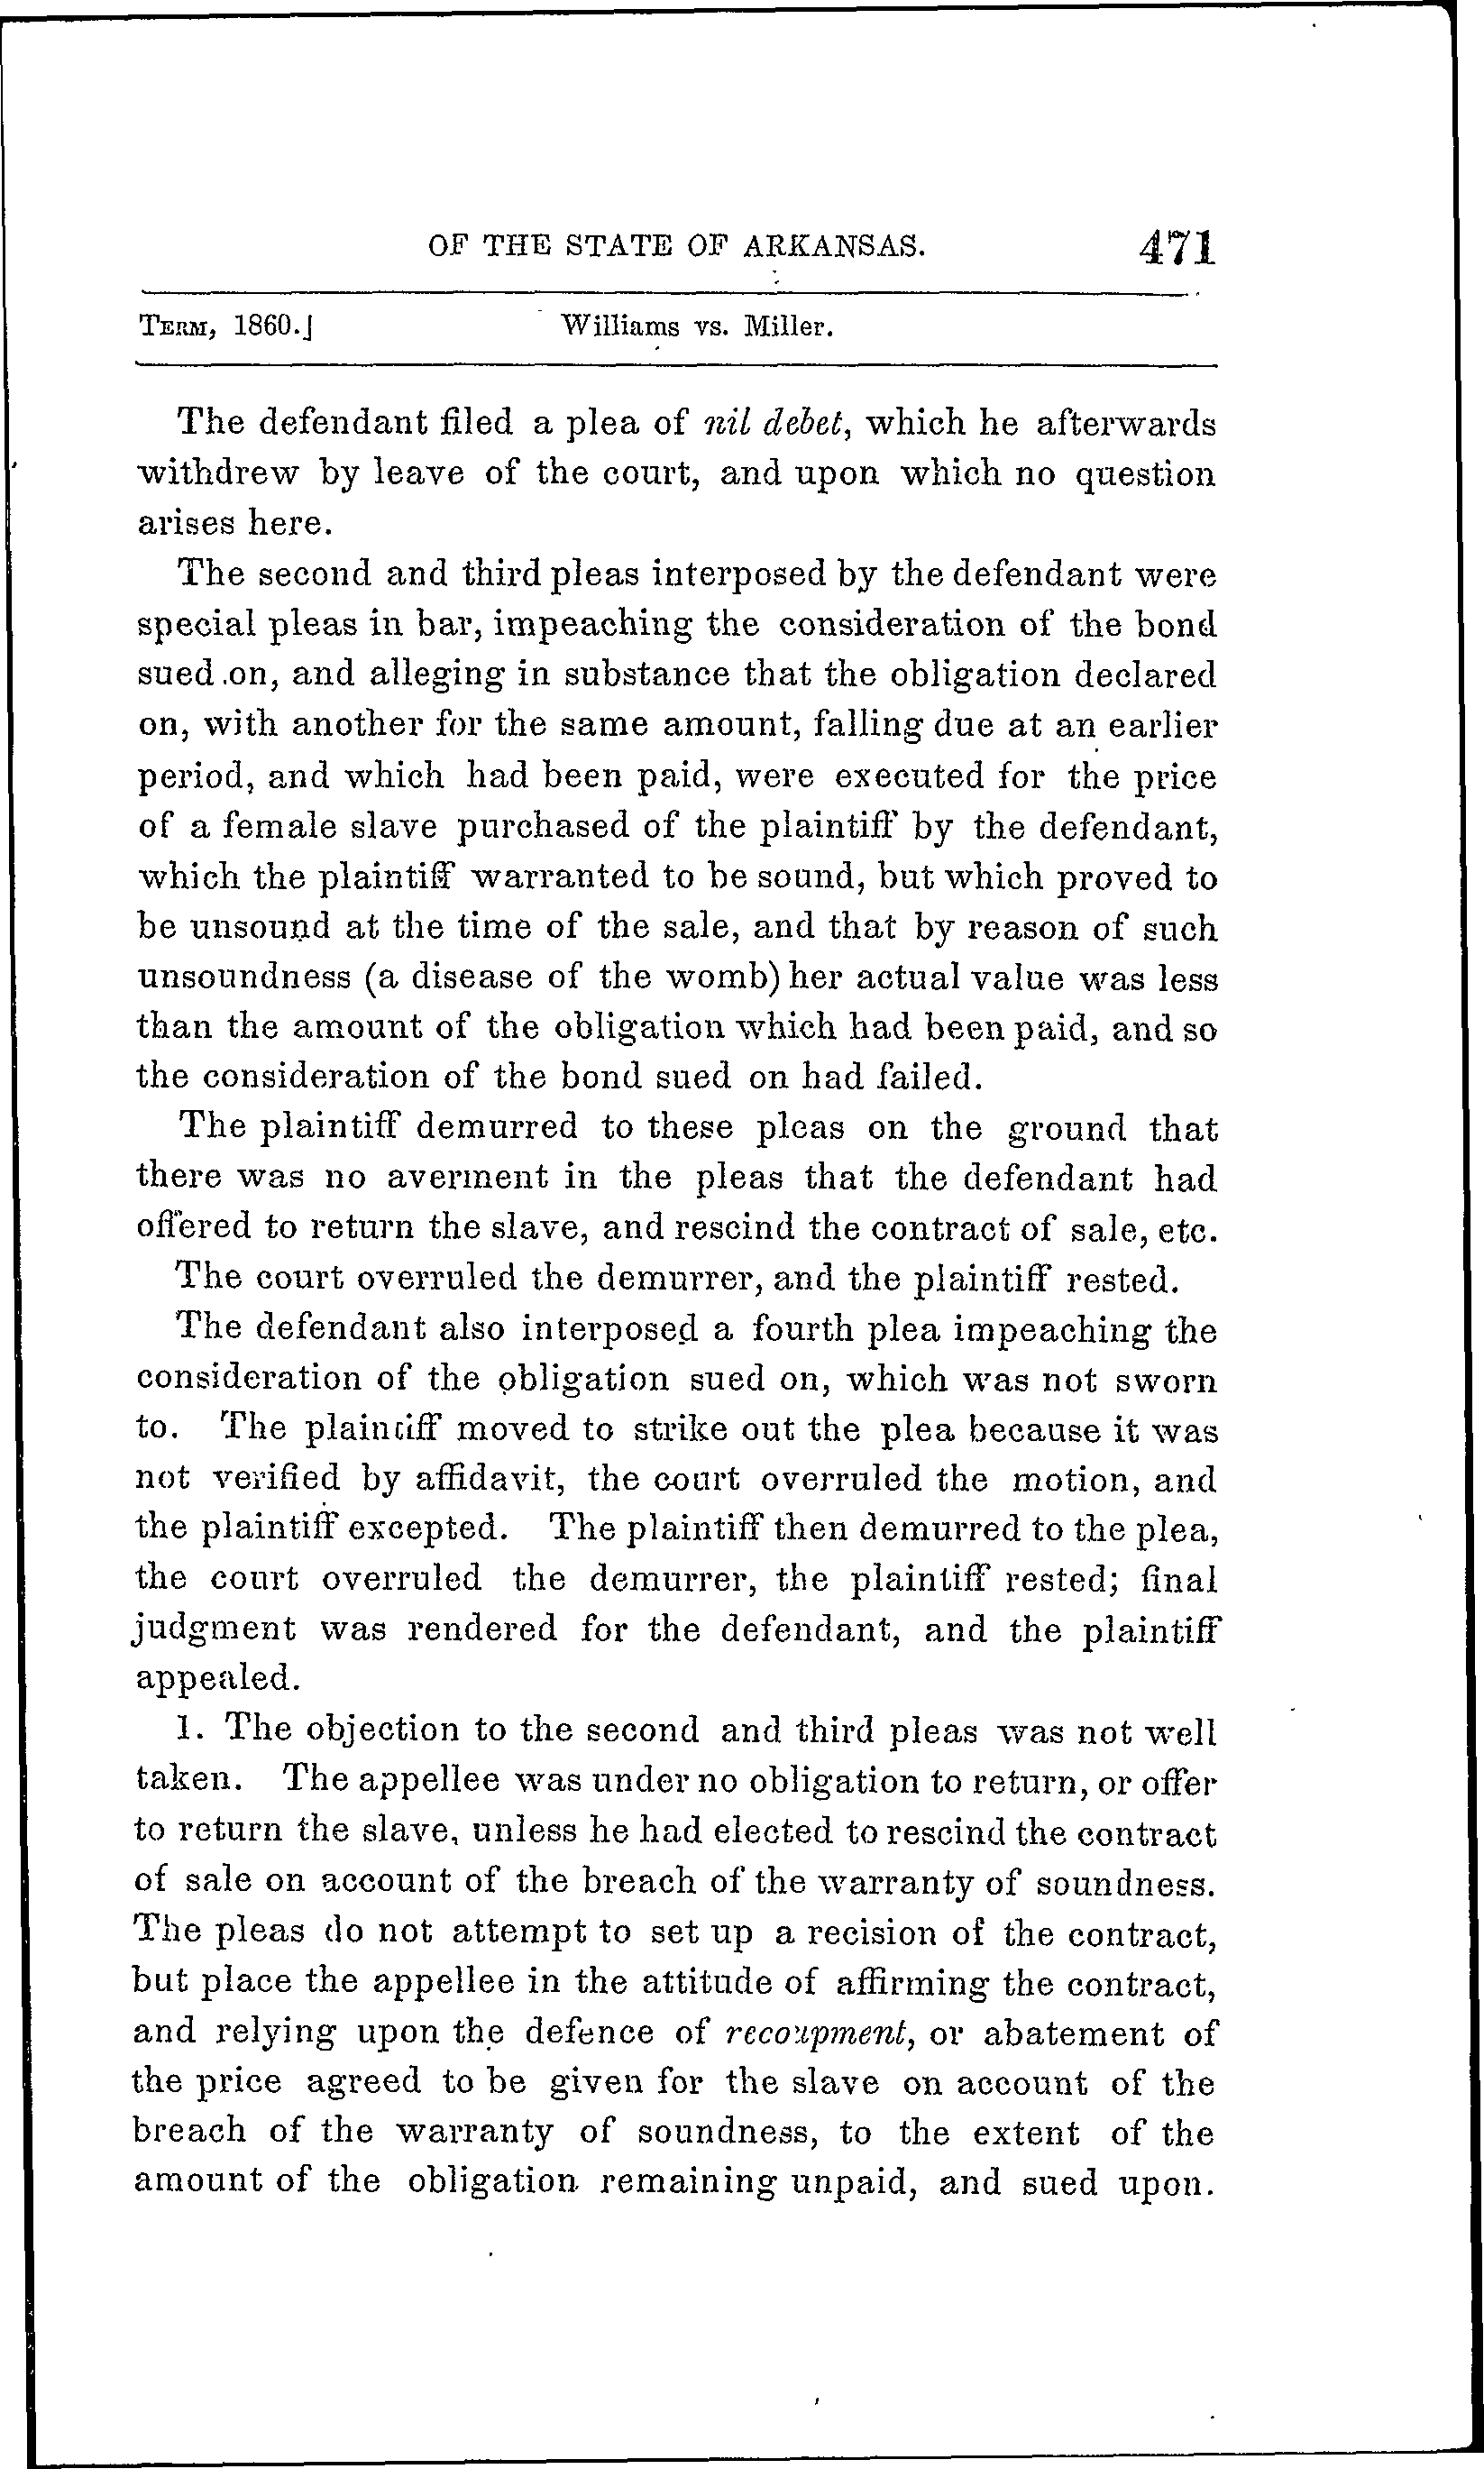 OF THE STATE OF ARKANSAS. 471
TERM, 1860.] Williams vs. Miller.
The defendant filed a plea of nil debet, which he afterwards
withdrew by leave of the court, and upon which no question
arises here.
The second and third pleas interposed by the defendant were
special pleas in bar, impeaching the consideration of the bond
sued on, and alleging in substance that the obligation declared
on, with another for the same amount, falling due at an earlier
period, and which had been paid, were executed for the price
of a female slave purchased of the plaintiff by the defendant,
which the plaintiff warranted to be sound, but which proved to
be unsound at the time of the sale, and that by reason of such
unsoundness (a disease of the womb) her actual value was less
than the amount of the obligation which had been paid, and so
the consideration of the bond sued on had failed.
The plaintiff demurred to these pleas on the ground that
there was no averment in the pleas that the defendant had
offered to return the slave, and rescind the contract of sale, etc.
The court overruled the demurrer, and the plaintiff rested.
The defendant also interposed a fourth plea impeaching the
consideration of the obligation sued on, which was not sworn
to. The plaintiff moved to strike out the plea because it was
not verified by affidavit, the court overruled the motion, and
the plaintiff excepted. The plaintiff then demurred to the plea,
the court overruled the demurrer, the plaintiff rested; final
judgment was rendered for the defendant, and the plaintiff
appealed.
1. The objection to the second and third pleas was not well
taken. The appellee was under no obligation to return, or offer
to return the slave, unless he had elected to rescind the contract
of sale on account of the breach of the warranty of soundness.
The pleas do not attempt to set up a recision of the contract,
but place the appellee in the attitude of affirming the contract,
and relying upon the defence of recoupment, or abatement of
the price agreed to be given for the slave on account of the
breach of the warranty of soundness, to the extent of the
amount of the obligation remaining unpaid, and sued upon.